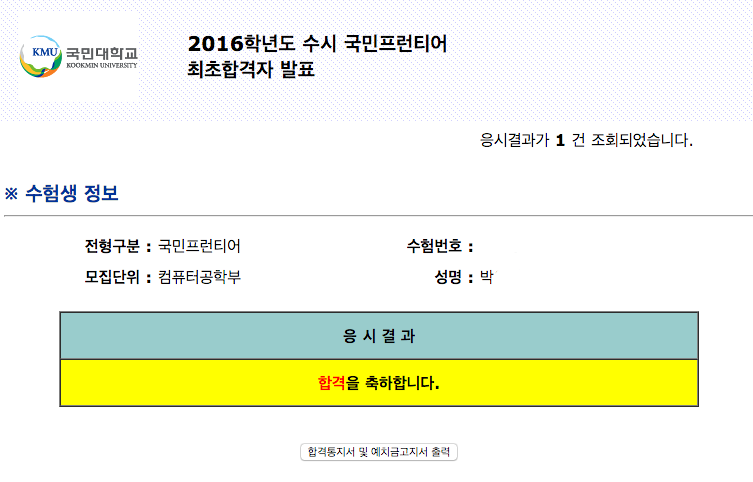 KMU 국민대학교
KOOKMIN UNIVERSITY
2016학년도 수시 국민프런티어
최초합격자 발표
응시결과가 1 건 조회되었습니다.
※ 수험생 정보
전형구분 : 국민프런티어 수험번호 :
모집단위 : 컴퓨터공학부 성명 : 박
응 시 결 과
합격을 축하합니다.
합격통지서 및 예치금고지서 출력